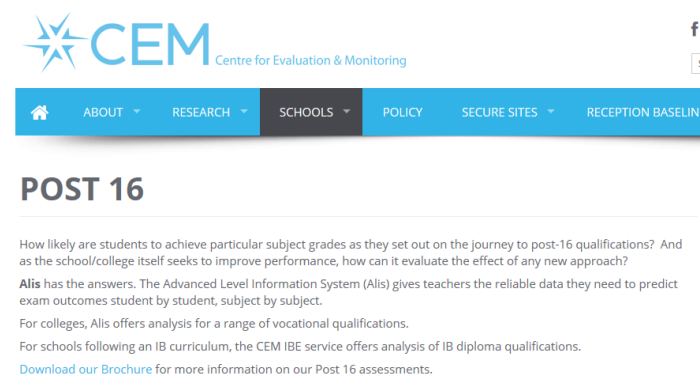 CEM Centre for Evaluation & Monitoring
ABOUT RESEARCH SCHOOLS POLICY SECURE SITES RECEPTION BASELIN
POST 16
How likely are students to achieve particular subject grades as they set out on the journey to post-16 qualifications? And
as the school/college itself seeks to improve performance, how can it evaluate the effect of any new approach?
Alis has the answers. The Advanced Level Information System (Alis) gives teachers the reliable data they need to predict
exam outcomes student by student, subject by subject.
For colleges, Alis offers analysis for a range of vocational qualifications.
For schools following an IB curriculum, the CEM IBE service offers analysis of IB diploma qualifications.
Download our Brochure for more information on our Post 16 assessments.